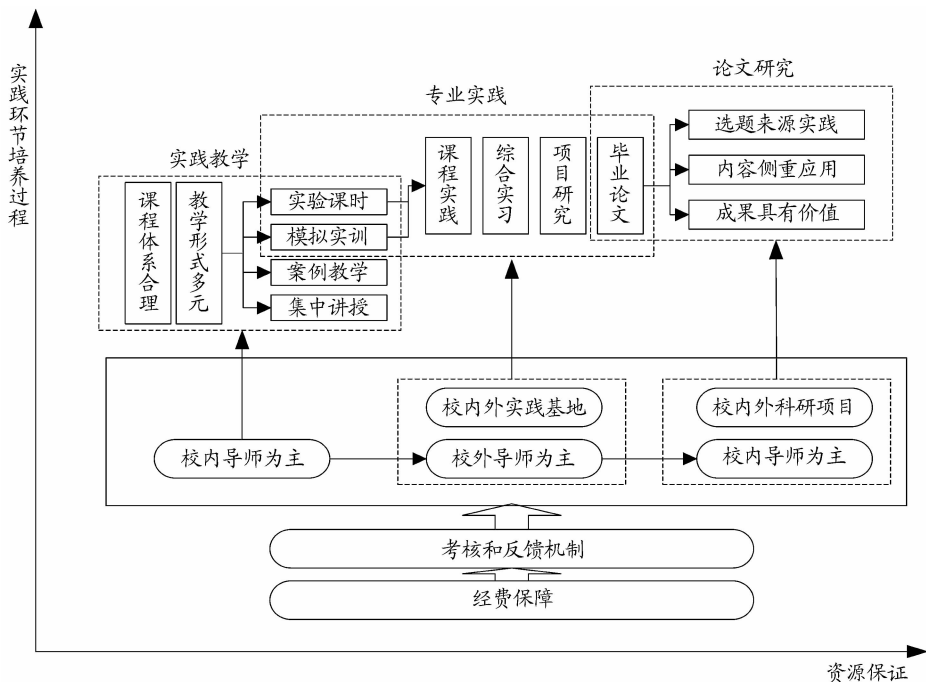 实践环节培养过程
论文研究
专业实践
实践教学
课程体系合理
教学形式多元
实验课时
模拟实训
案例教学
集中讲授
课程实践
综合实习
项目研究
毕业论文
选题来源实践
内容侧重应用
成果具有价值
校内外实践基地
校内外科研项目
校内导师为主
校外导师为主
校内导师为主
考核和反馈机制
经费保障
资源保证